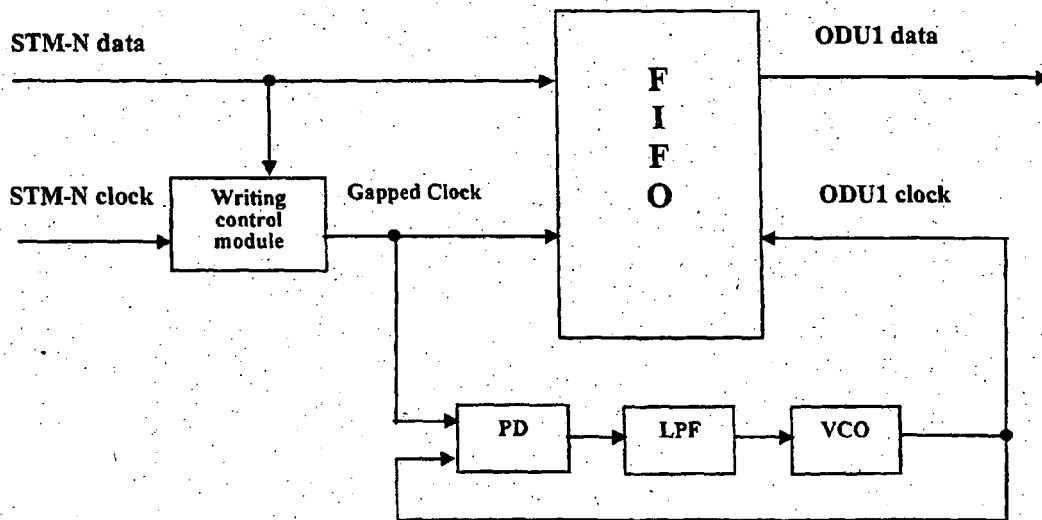 STM-N data
ODU1 data
F
I
F
O
STM-N clock
Writing
control
module
Gapped Clock
ODU1 clock
PD
LPF
VCO